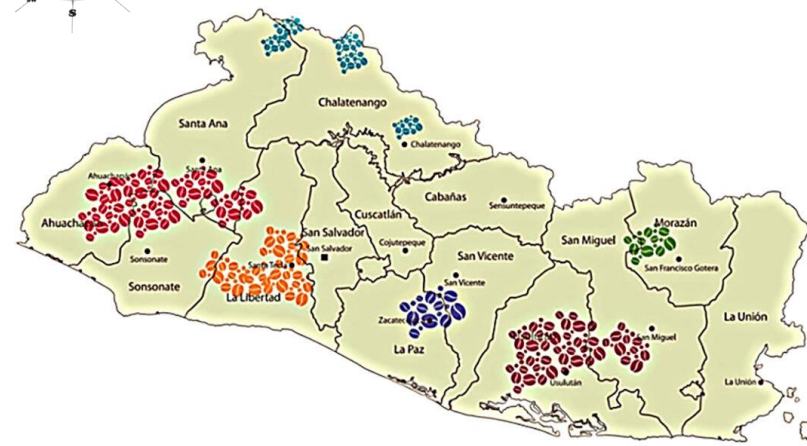 S
Chalatenango
Santa Ana
Chalatenango
Santa Ana
Ahuachapán
Cabañas
Sensuntepeque
Cuscatlán
Morazán
San Salvador
San Miguel
Cojutepeque
San Salvador
San Vicente
San Francisco Gotera
Sonsonate
Santa Tecla
San Vicente
Sonsonate
La Libertad
La Unión
La Paz
San Miguel
Usulután
La Unión